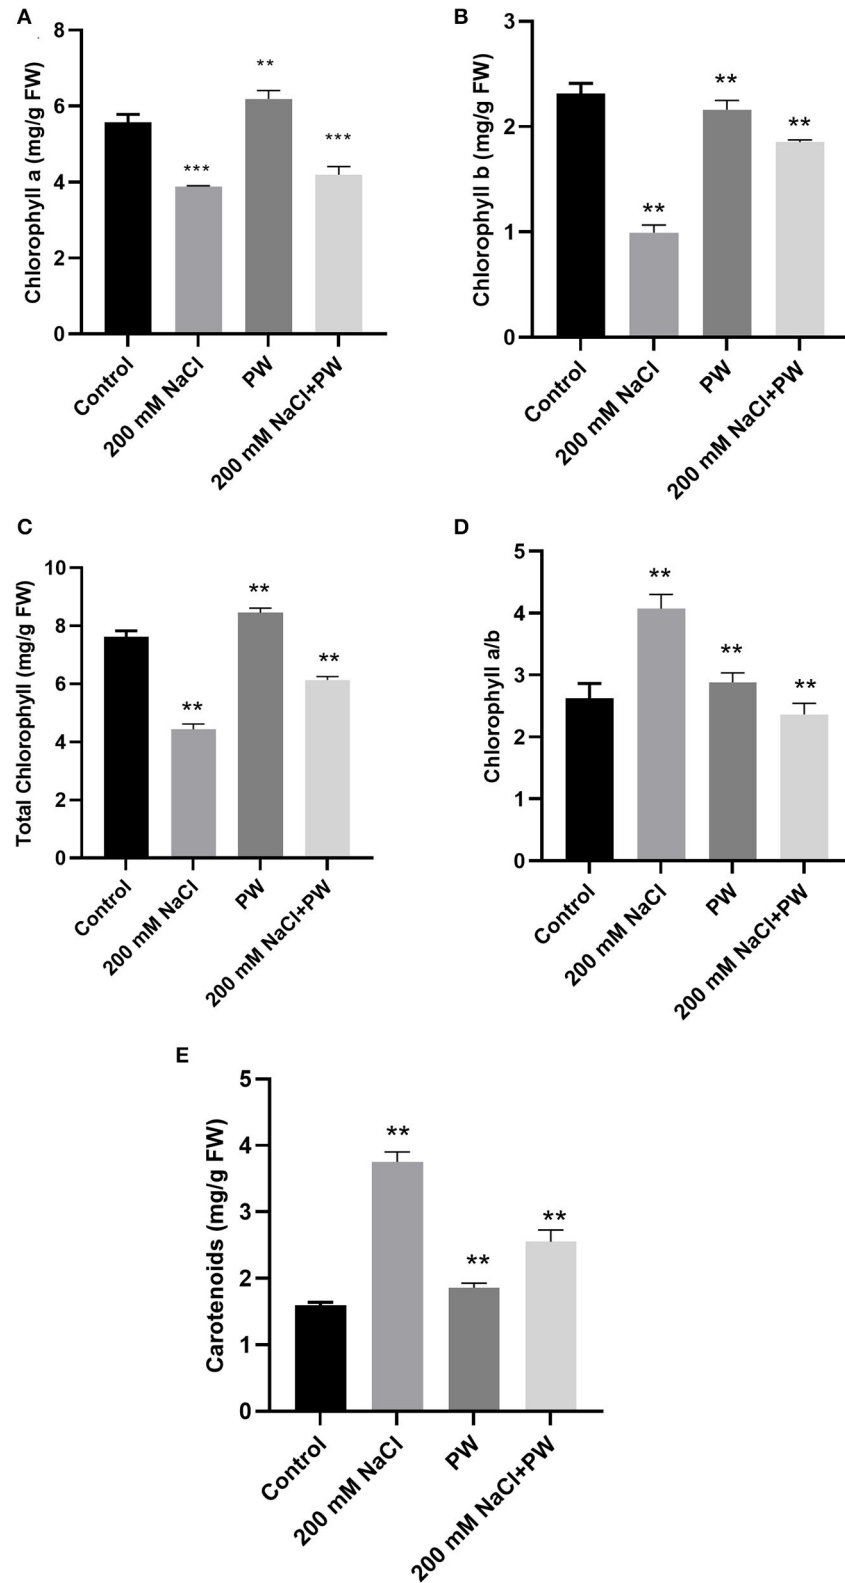 A
Chlorophyll a (mg/g FW)
8
6
4
2
0
**
***
***
Control
200 mM NaCl
PW
200 mM NaCl+PW
B
Chlorophyll b (mg/g FW)
3
2
1
0
**
**
**
Control
200 mM NaCl
PW
200 mM NaCl+PW
C
Total Chlorophyll (mg/g FW)
10
8
6
4
2
0
**
**
**
Control
200 mM NaCl
PW
200 mM NaCl+PW
D
Chlorophyll a/b
5
4
3
2
1
0
**
**
**
Control
200 mM NaCl
PW
200 mM NaCl+PW
E
Carotenoids (mg/g FW)
5
4
3
2
1
0
**
**
**
Control
200 mM NaCl
PW
200 mM NaCl+PW